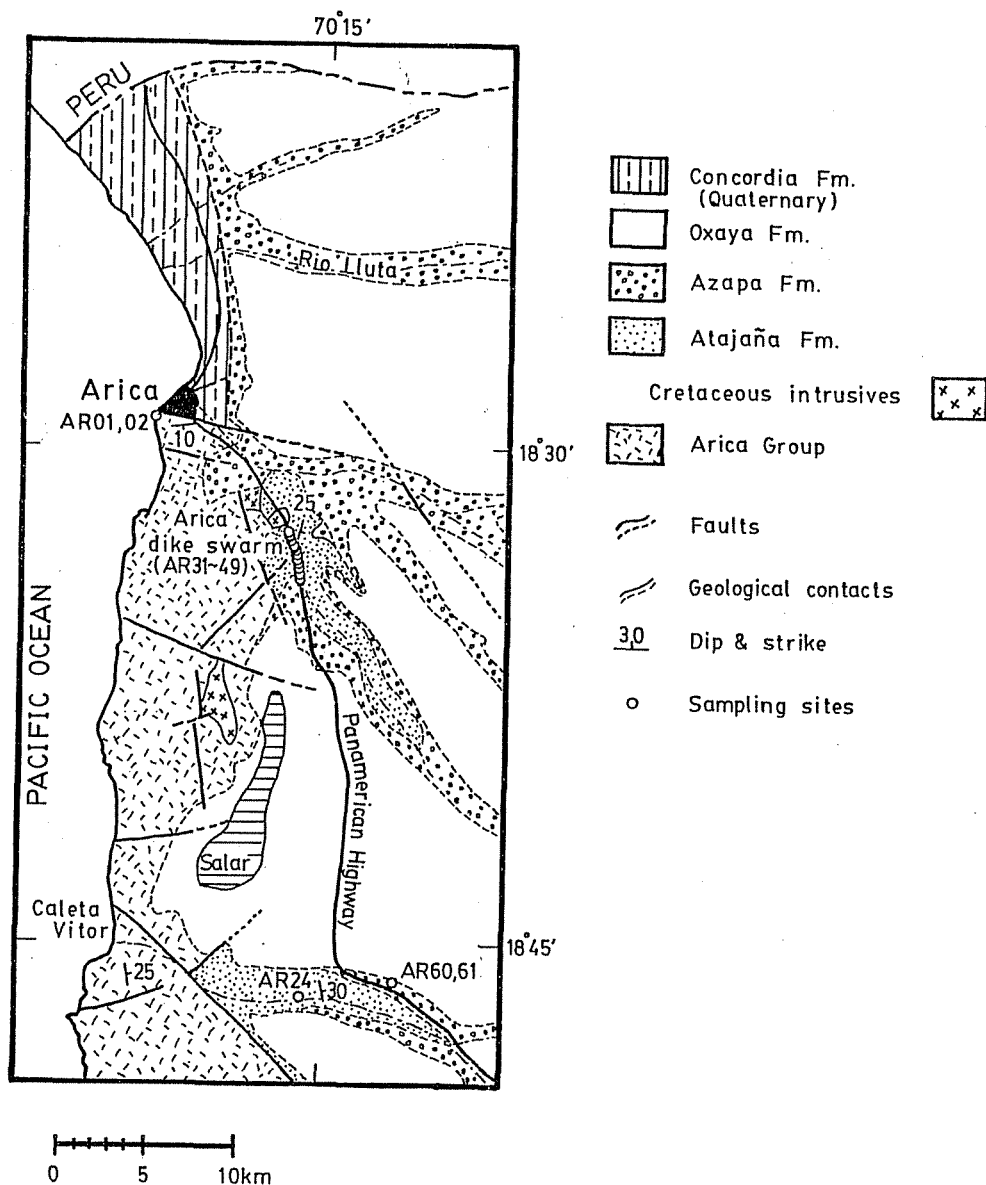 70°15′
PERU
Rio Lluta
Arica
AR01,02
10
18°30′
25
Arica
dike swarm
(AR31~49)
PACIFIC OCEAN
Panamerican Highway
Salar
Caleta
Vitor
18°45′
25
AR24
30
AR60,61
0 5 10km
Concordia Fm.
(Quaternary)
Oxaya Fm.
Azapa Fm.
Atajaña Fm.
Cretaceous intrusives
Arica Group
Faults
Geological contacts
3,0 Dip & strike
Sampling sites